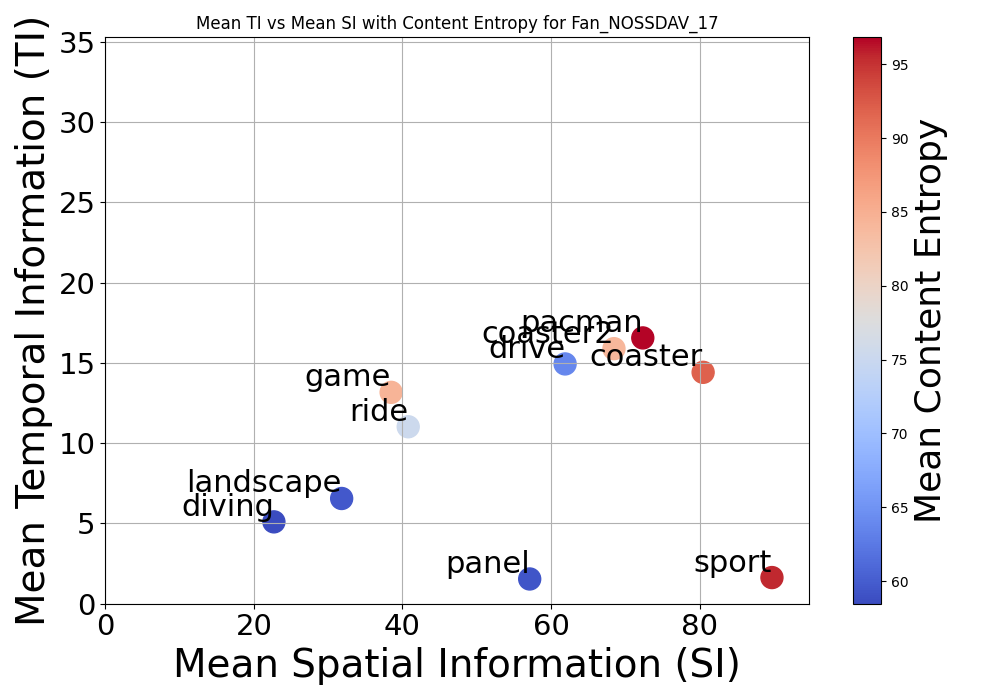 Mean TI vs Mean SI with Content Entropy for Fan_NOSSDAV_17
Mean Temporal Information (TI)
35
30
25
20
15
10
5
0
pacman
coaster2
drive
coaster
game
ride
landscape
diving
panel
sport
0 20 40 60 80
Mean Spatial Information (SI)
95
90
85
80
75
70
65
60
Mean Content Entropy